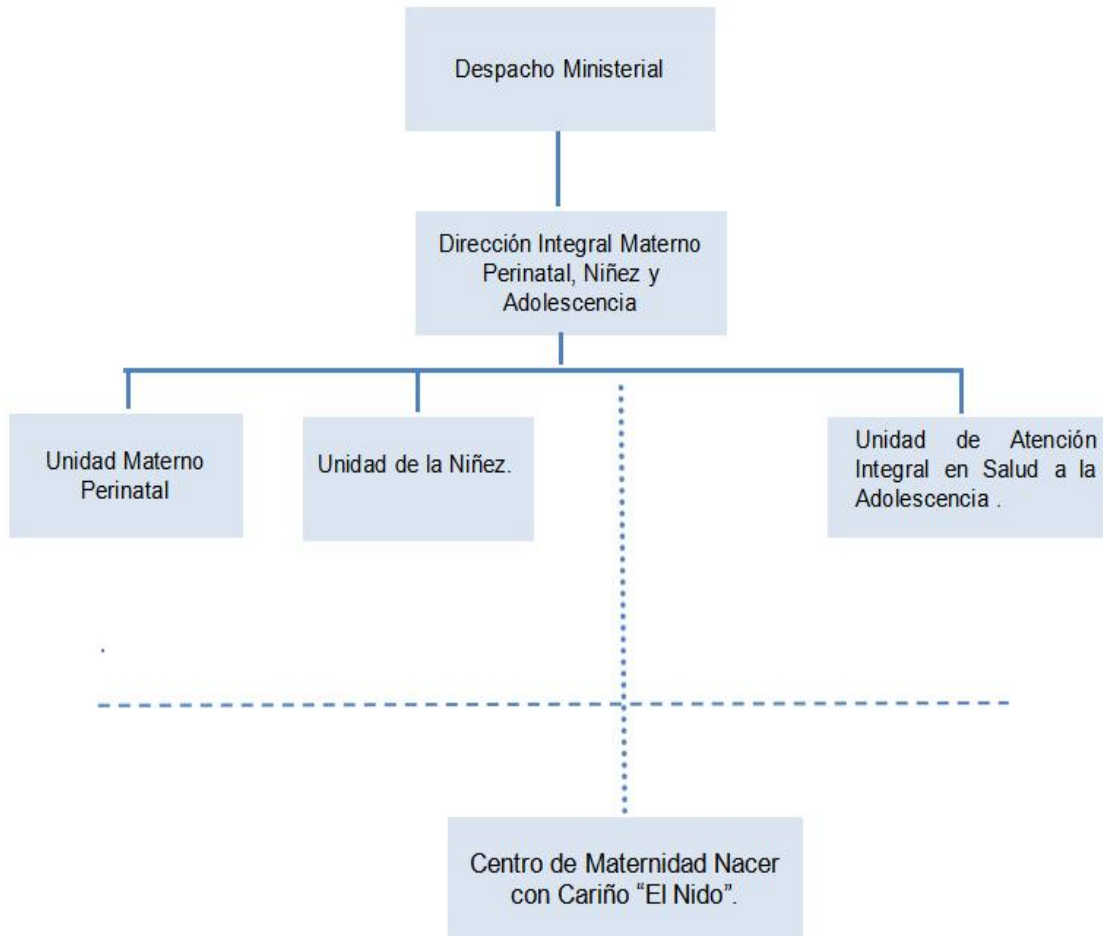 Despacho Ministerial
Dirección Integral Materno
Perinatal, Niñez y
Adolescencia
Unidad Materno
Perinatal
Unidad de la Niñez.
Unidad de Atención
Integral en Salud a la
Adolescencia .
Centro de Maternidad Nacer
con Cariño “El Nido”.